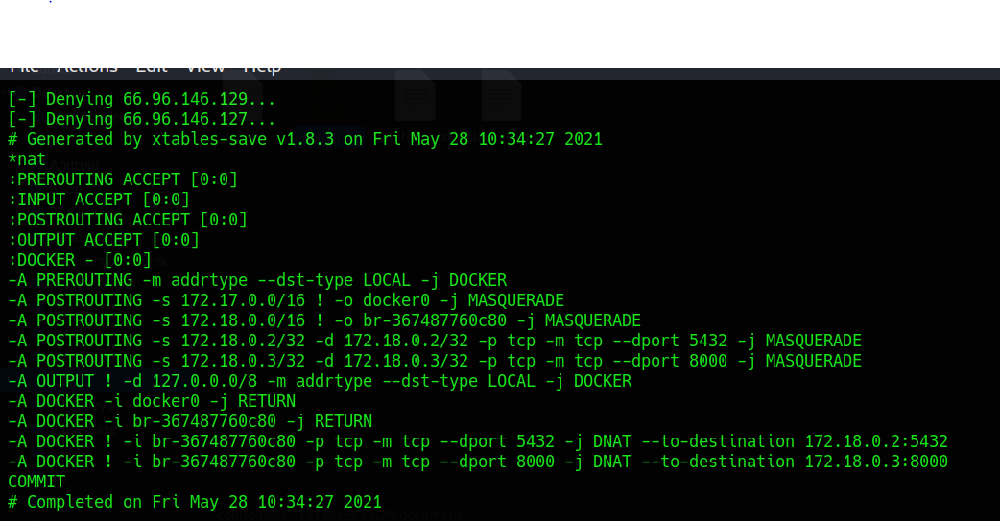 File Actions Edit View Help
[-] Denying 66.96.146.129...
[-] Denying 66.96.146.127...
# Generated by xtables-save v1.8.3 on Fri May 28 10:34:27 2021
*nat
:PREROUTING ACCEPT [0:0]
:INPUT ACCEPT [0:0]
:POSTROUTING ACCEPT [0:0]
:OUTPUT ACCEPT [0:0]
:DOCKER - [0:0]
-A PREROUTING -m addrtype --dst-type LOCAL -j DOCKER
-A POSTROUTING -s 172.17.0.0/16 ! -o docker0 -j MASQUERADE
-A POSTROUTING -s 172.18.0.0/16 ! -o br-367487760c80 -j MASQUERADE
-A POSTROUTING -s 172.18.0.2/32 -d 172.18.0.2/32 -p tcp -m tcp --dport 5432 -j MASQUERADE
-A POSTROUTING -s 172.18.0.3/32 -d 172.18.0.3/32 -p tcp -m tcp --dport 8000 -j MASQUERADE
-A OUTPUT ! -d 127.0.0.0/8 -m addrtype --dst-type LOCAL -j DOCKER
-A DOCKER -i docker0 -j RETURN
-A DOCKER -i br-367487760c80 -j RETURN
-A DOCKER ! -i br-367487760c80 -p tcp -m tcp --dport 5432 -j DNAT --to-destination 172.18.0.2:5432
-A DOCKER ! -i br-367487760c80 -p tcp -m tcp --dport 8000 -j DNAT --to-destination 172.18.0.3:8000
COMMIT
# Completed on Fri May 28 10:34:27 2021